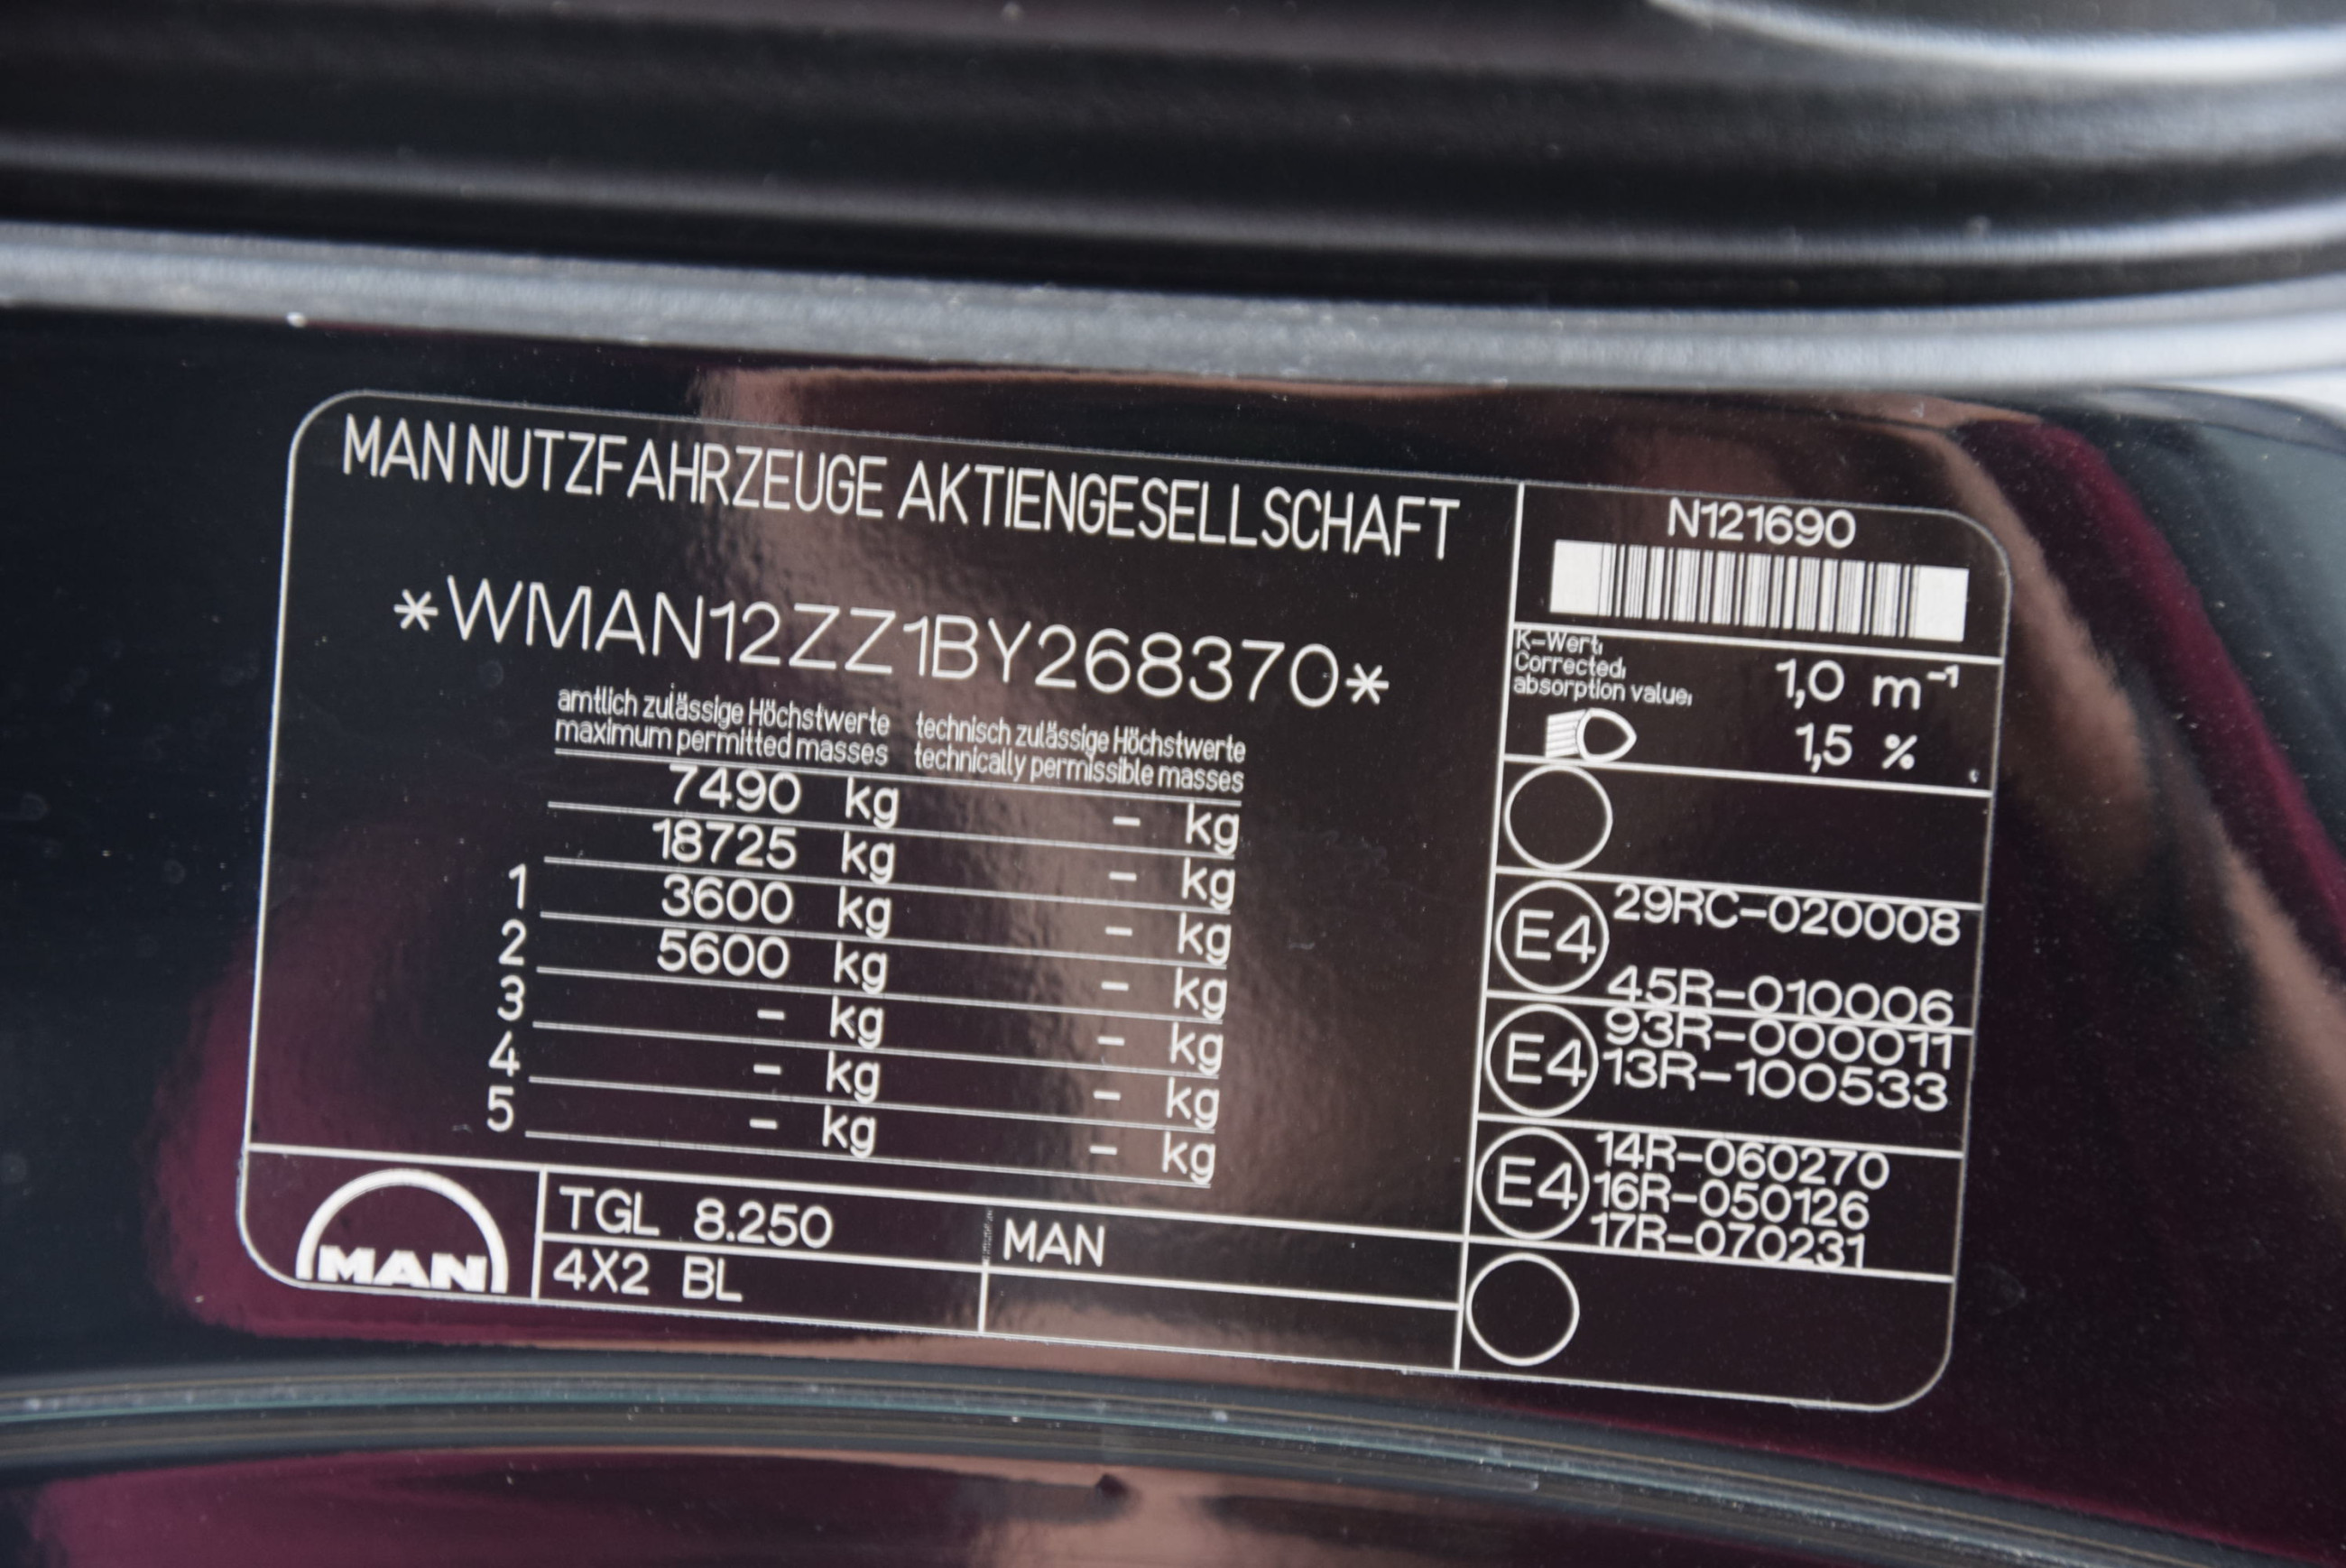 MAN NUTZFAHRZEUGE AKTIENGESELLSCHAFT
*WMAN12ZZ1BY268370*
amtlich zulässige Höchstwerte technisch zulässige Höchstwerte
maximum permitted masses technically permissible masses
7490 kg - kg
18725 kg - kg
1 3600 kg - kg
2 5600 kg - kg
3 - kg - kg
4 - kg - kg
5 - kg - kg
MAN
TGL 8.250 MAN
4X2 BL
N121690
K-Wert:
Corrected:
absorption value: 1,0 m⁻¹
1,5 %
E4 29RC-020008
45R-010006
93R-000011
E4 13R-100533
14R-060270
E4 16R-050126
17R-070231